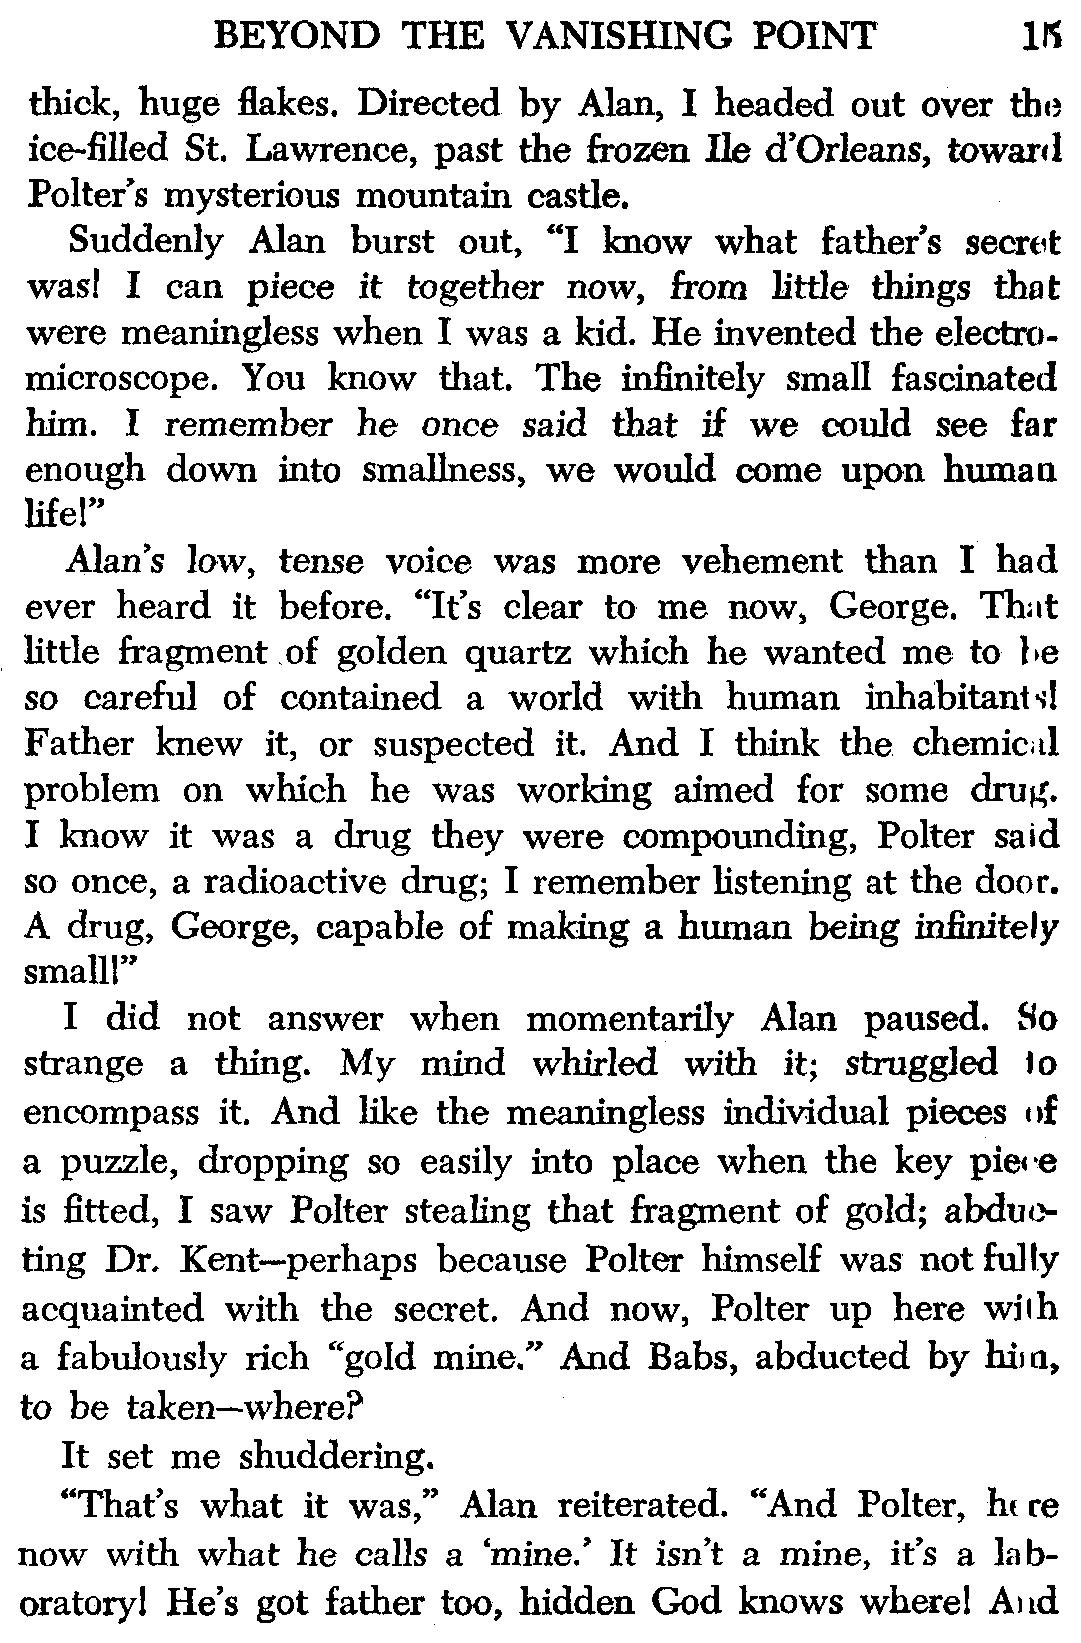 BEYOND THE VANISHING POINT 15
thick, huge flakes. Directed by Alan, I headed out over the
ice-filled St. Lawrence, past the frozen Ile d'Orleans, toward
Polter's mysterious mountain castle.
Suddenly Alan burst out, “I know what father's secret
was! I can piece it together now, from little things that
were meaningless when I was a kid. He invented the electro-
microscope. You know that. The infinitely small fascinated
him. I remember he once said that if we could see far
enough down into smallness, we would come upon human
life!”
Alan's low, tense voice was more vehement than I had
ever heard it before. “It's clear to me now, George. That
little fragment of golden quartz which he wanted me to be
so careful of contained a world with human inhabitants!
Father knew it, or suspected it. And I think the chemical
problem on which he was working aimed for some drug.
I know it was a drug they were compounding, Polter said
so once, a radioactive drug; I remember listening at the door.
A drug, George, capable of making a human being infinitely
small!”
I did not answer when momentarily Alan paused. So
strange a thing. My mind whirled with it; struggled to
encompass it. And like the meaningless individual pieces of
a puzzle, dropping so easily into place when the key piece
is fitted, I saw Polter stealing that fragment of gold; abduc-
ting Dr. Kent—perhaps because Polter himself was not fully
acquainted with the secret. And now, Polter up here with
a fabulously rich “gold mine.” And Babs, abducted by him,
to be taken—where?
It set me shuddering.
“That's what it was,” Alan reiterated. “And Polter, here
now with what he calls a ‘mine.’ It isn't a mine, it's a lab-
oratory! He's got father too, hidden God knows where! And